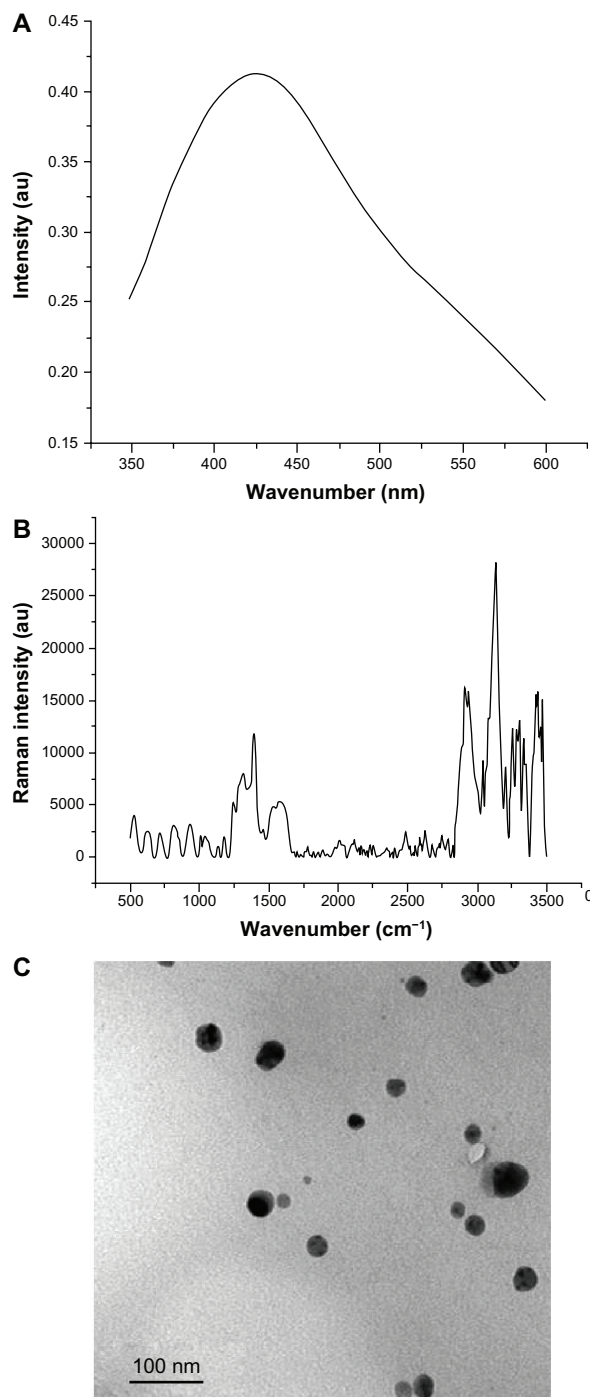 A
Intensity (au)
0.45
0.40
0.35
0.30
0.25
0.20
0.15
350 400 450 500 550 600
Wavenumber (nm)
B
Raman intensity (au)
30000
25000
20000
15000
10000
5000
0
500 1000 1500 2000 2500 3000 3500
Wavenumber (cm⁻¹)
C
100 nm